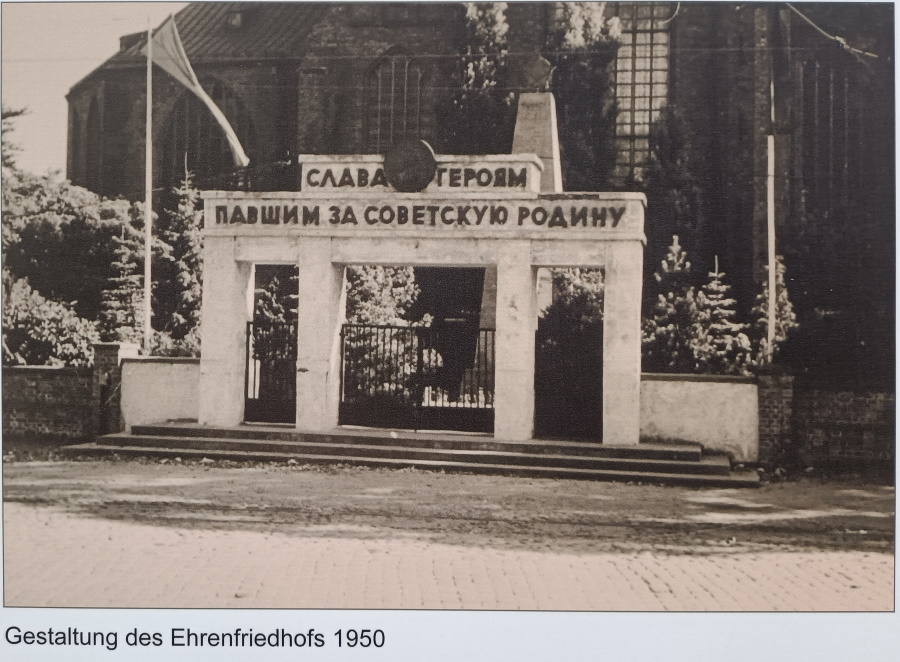 СЛАВА ГЕРОЯМ
ПАВШИМ ЗА СОВЕТСКУЮ РОДИНУ
Gestaltung des Ehrenfriedhofs 1950